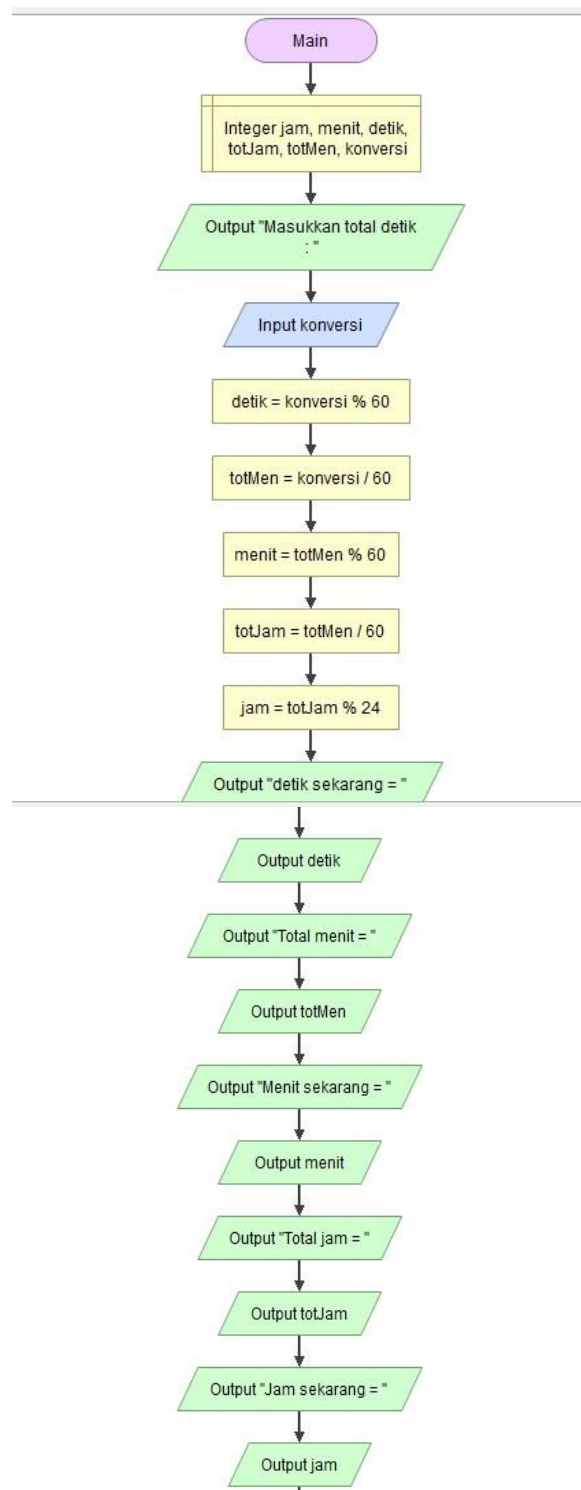 Main
Integer jam, menit, detik,
totJam, totMen, konversi
Output "Masukkan total detik
: "
Input konversi
detik = konversi % 60
totMen = konversi / 60
menit = totMen % 60
totJam = totMen / 60
jam = totJam % 24
Output "detik sekarang = "
Output detik
Output "Total menit = "
Output totMen
Output "Menit sekarang = "
Output menit
Output "Total jam = "
Output totJam
Output "Jam sekarang = "
Output jam